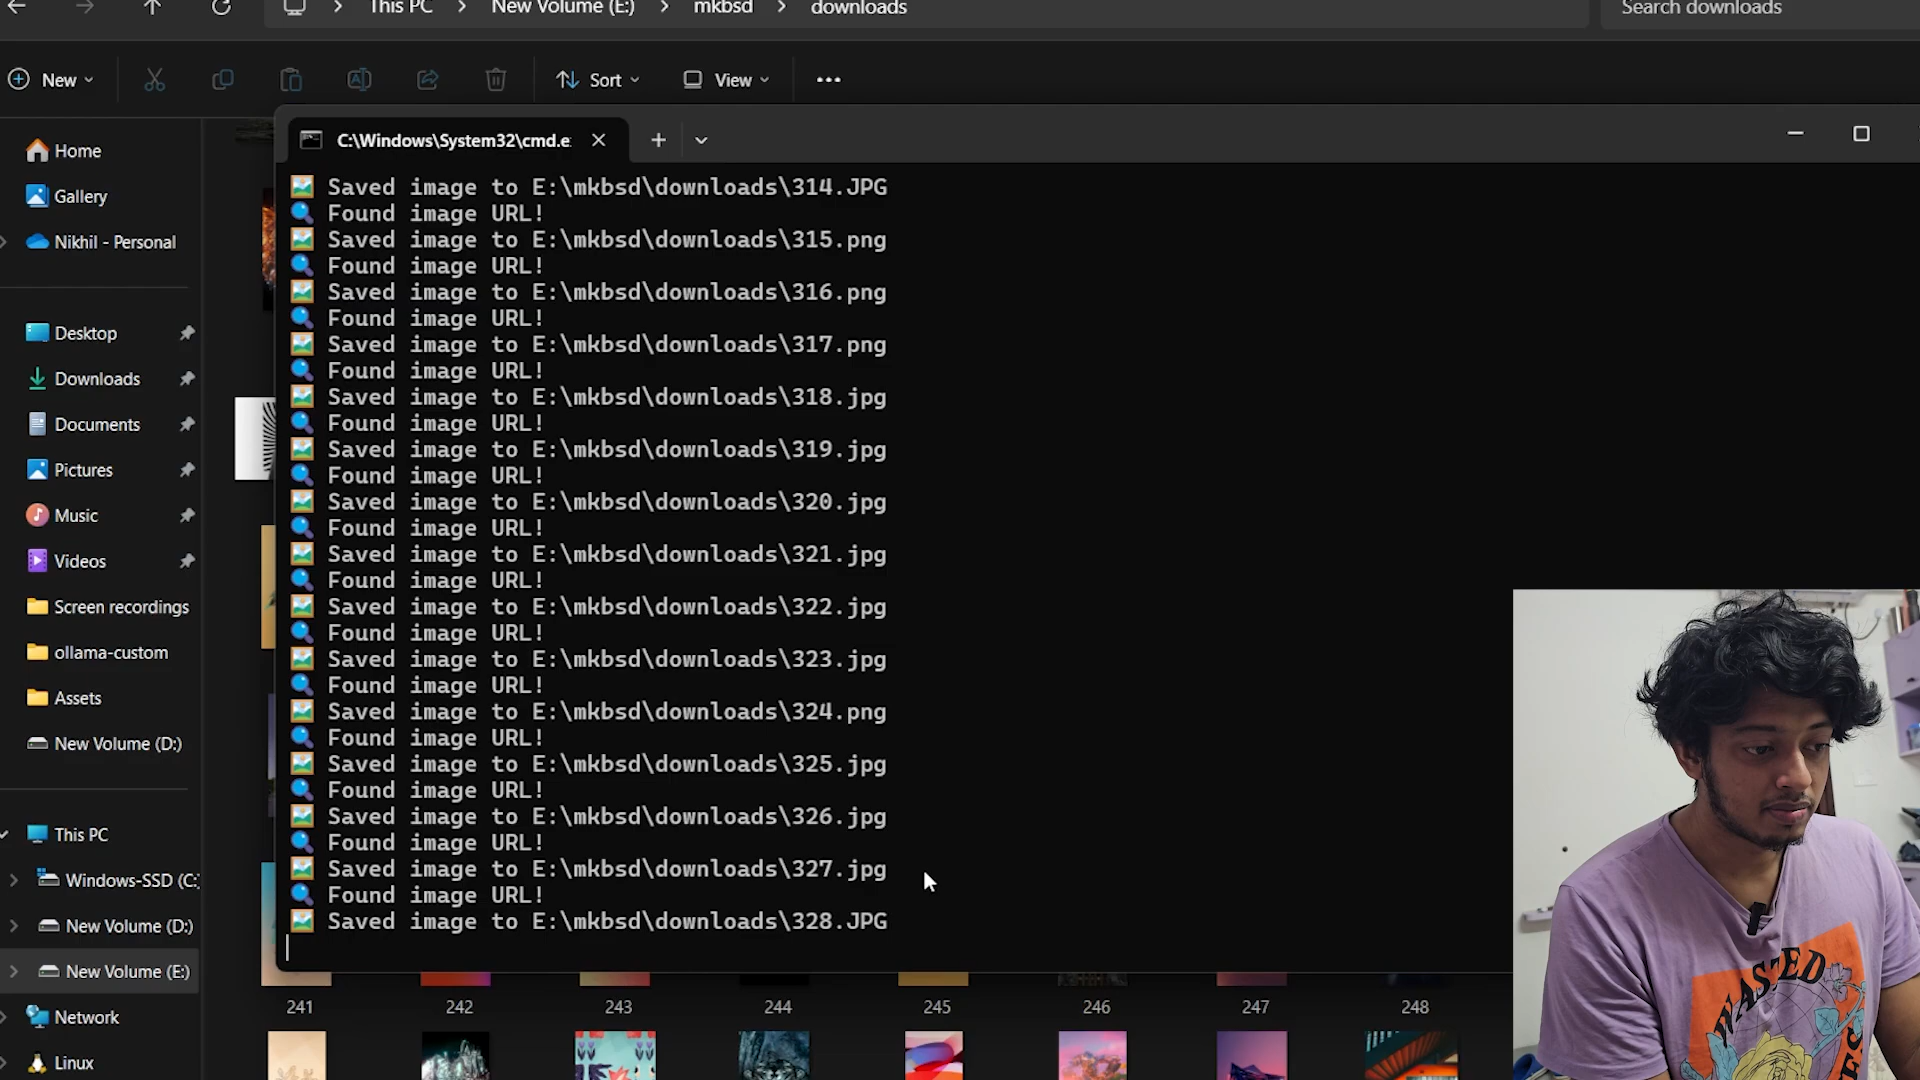 This PC > New Volume (E:) > mkbsd > downloads
Search downloads
New
Sort
View
C:\Windows\System32\cmd.e
Home
Gallery
Nikhil - Personal
Desktop
Downloads
Documents
Pictures
Music
Videos
Screen recordings
ollama-custom
Assets
New Volume (D:)
This PC
Windows-SSD (C:
New Volume (D:)
New Volume (E:)
Network
Linux
Saved image to E:\mkbsd\downloads\314.JPG
Found image URL!
Saved image to E:\mkbsd\downloads\315.png
Found image URL!
Saved image to E:\mkbsd\downloads\316.png
Found image URL!
Saved image to E:\mkbsd\downloads\317.png
Found image URL!
Saved image to E:\mkbsd\downloads\318.jpg
Found image URL!
Saved image to E:\mkbsd\downloads\319.jpg
Found image URL!
Saved image to E:\mkbsd\downloads\320.jpg
Found image URL!
Saved image to E:\mkbsd\downloads\321.jpg
Found image URL!
Saved image to E:\mkbsd\downloads\322.jpg
Found image URL!
Saved image to E:\mkbsd\downloads\323.jpg
Found image URL!
Saved image to E:\mkbsd\downloads\324.png
Found image URL!
Saved image to E:\mkbsd\downloads\325.jpg
Found image URL!
Saved image to E:\mkbsd\downloads\326.jpg
Found image URL!
Saved image to E:\mkbsd\downloads\327.jpg
Found image URL!
Saved image to E:\mkbsd\downloads\328.JPG
241 242 243 244 245 246 247 248
WASTED